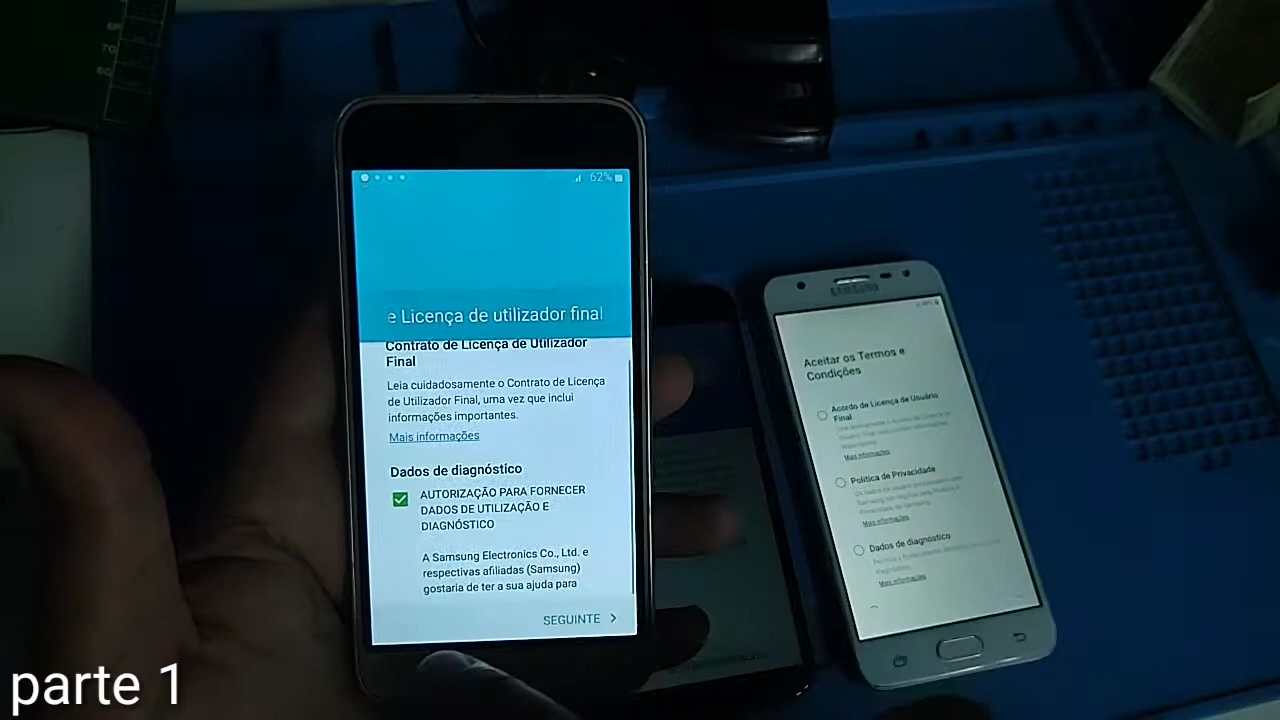 62%
e Licença de utilizador final
Contrato de Licença de Utilizador
Final
Leia cuidadosamente o Contrato de Licença
de Utilizador Final, uma vez que inclui
informações importantes.
Mais informações
Dados de diagnóstico
AUTORIZAÇÃO PARA FORNECER
DADOS DE UTILIZAÇÃO E
DIAGNÓSTICO
A Samsung Electronics Co., Ltd. e
respectivas afiliadas (Samsung)
gostaria de ter a sua ajuda para
SEGUINTE >
SAMSUNG
Aceitar os Termos e
Condições
Acordo de Licença de Usuário
Final
Mais informações
Política de Privacidade
Mais informações
Dados de diagnóstico
Mais informações
parte 1